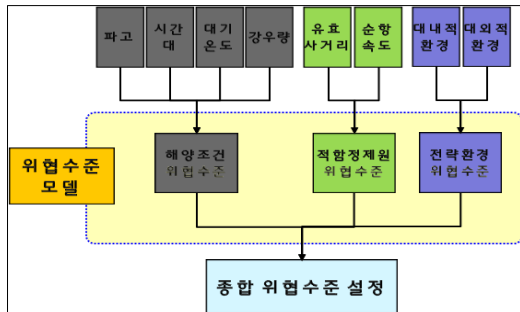 파고
시간
대
대기
온도
강우량
유효
사거리
순항
속도
대내적
환경
대외적
환경
위협수준
모델
해양조건
위협수준
적함정제원
위협수준
전략환경
위협수준
종합 위협수준 설정